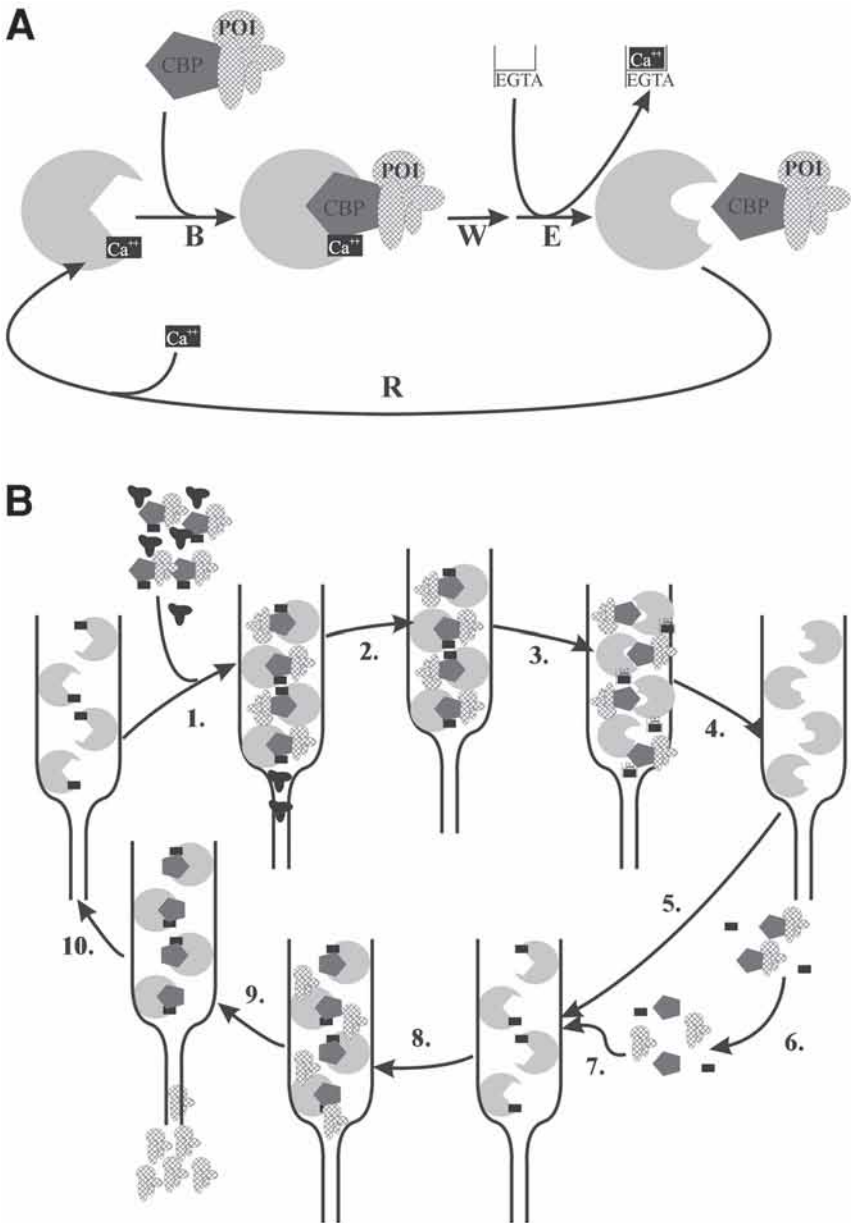 A
POI
CBP
EGTA
Ca++
EGTA
POI
CBP
Ca++
B
Ca++
W
E
POI
CBP
Ca++
R
B
1.
2.
3.
4.
5.
6.
7.
8.
9.
10.